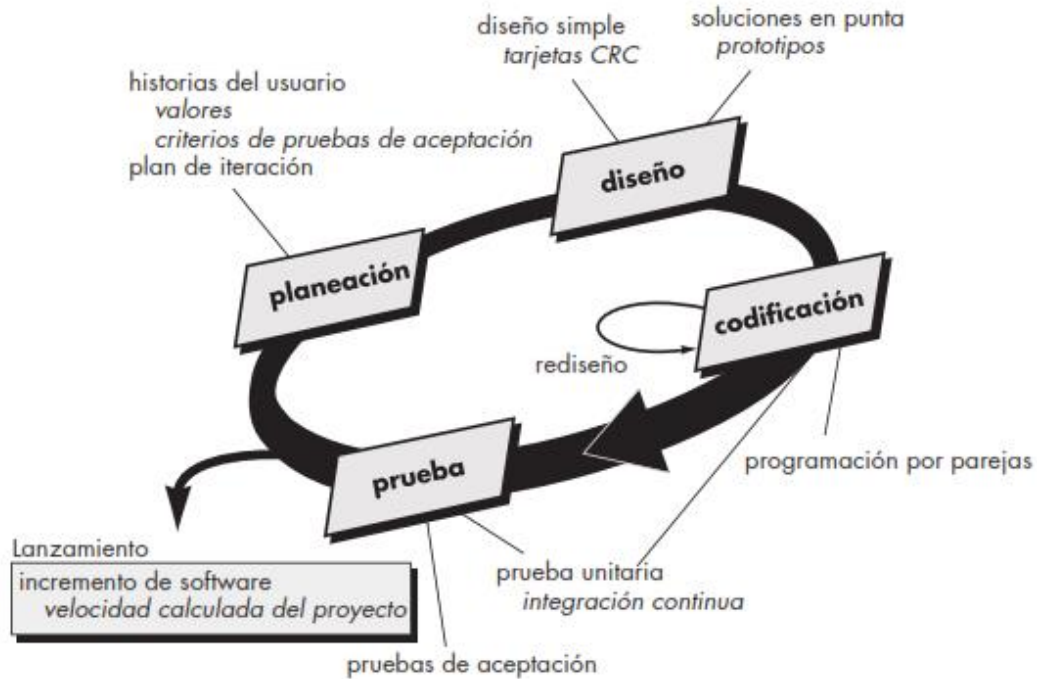 diseño simple
tarjetas CRC
soluciones en punta
prototipos
historias del usuario
valores
criterios de pruebas de aceptación
plan de iteración
diseño
planeación
codificación
rediseño
prueba
programación por parejas
Lanzamiento
incremento de software
velocidad calculada del proyecto
prueba unitaria
integración continua
pruebas de aceptación